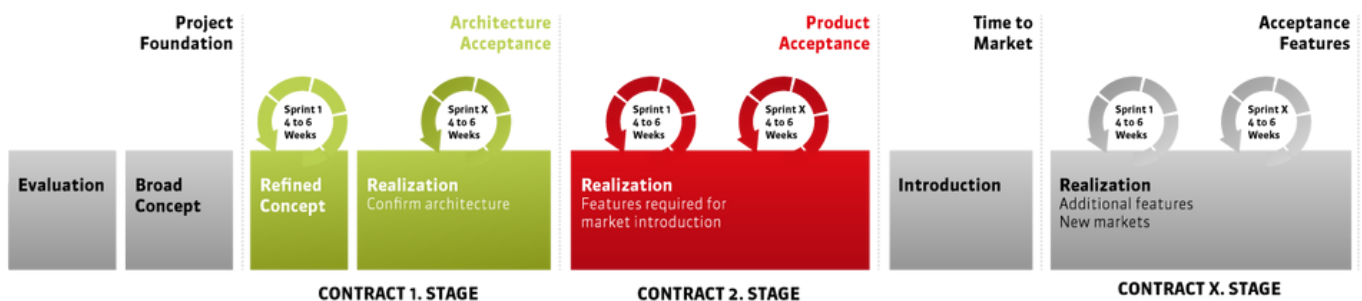 Project
Foundation
Architecture
Acceptance
Product
Acceptance
Time to
Market
Acceptance
Features
Sprint 1
4 to 6
Weeks
Sprint X
4 to 6
Weeks
Sprint 1
4 to 6
Weeks
Sprint X
4 to 6
Weeks
Sprint 1
4 to 6
Weeks
Sprint X
4 to 6
Weeks
Evaluation
Broad
Concept
Refined
Concept
Realization
Confirm architecture
Realization
Features required for
market introduction
Introduction
Realization
Additional features
New markets
CONTRACT 1. STAGE
CONTRACT 2. STAGE
CONTRACT X. STAGE